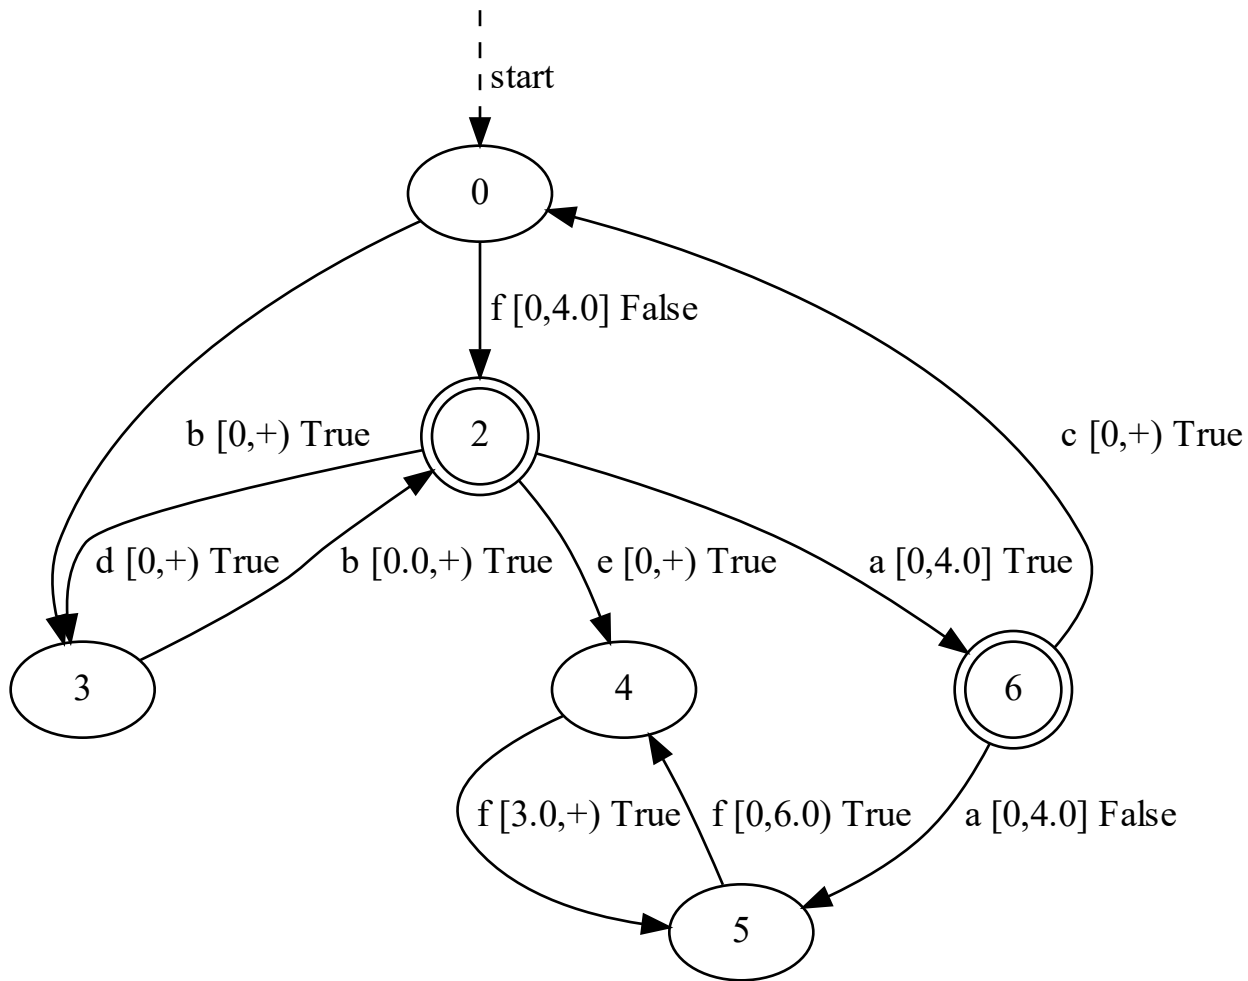 start
0
f [0,4.0] False
b [0,+) True
2
c [0,+) True
d [0,+) True
b [0.0,+) True
e [0,+) True
a [0,4.0] True
3
4
6
f [3.0,+) True
f [0,6.0) True
a [0,4.0] False
5